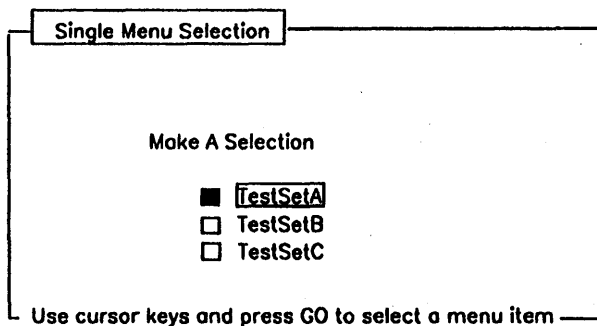 Single Menu Selection
Make A Selection
TestSetA
TestSetB
TestSetC
Use cursor keys and press GO to select a menu item